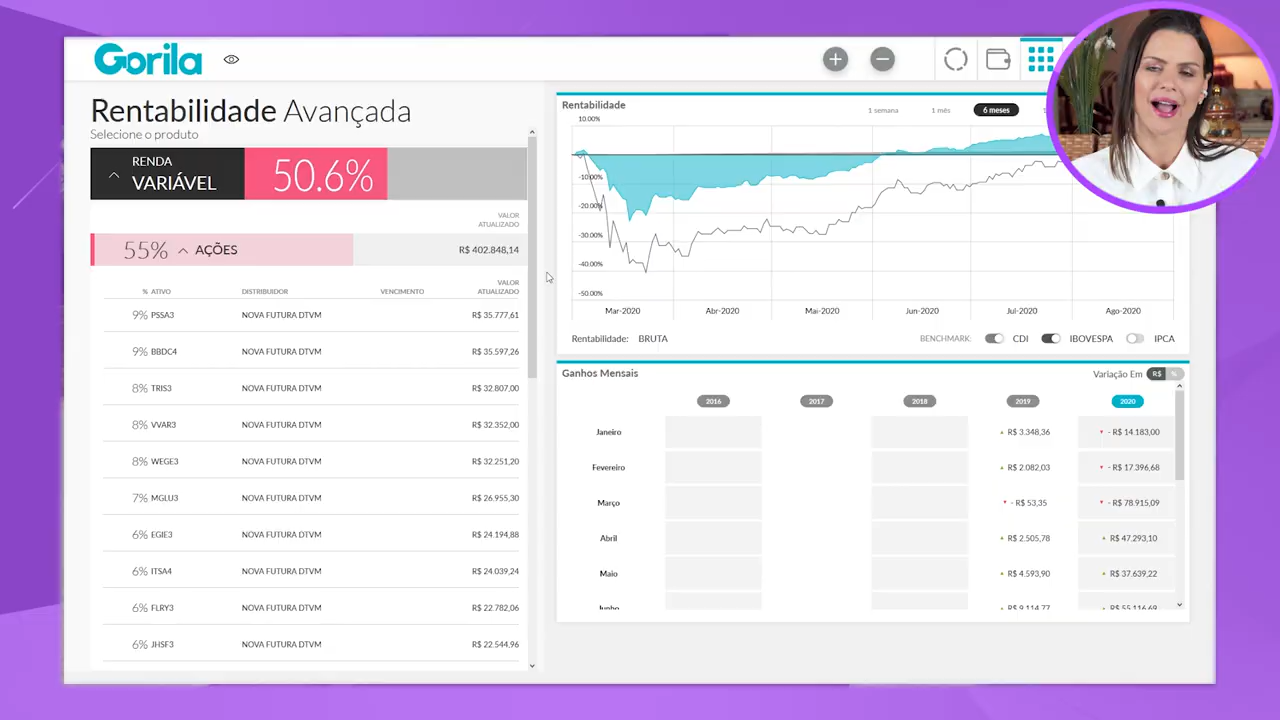 Gorila
Rentabilidade Avançada
Selecione o produto
RENDA
VARIÁVEL
50.6%
VALOR
ATUALIZADO
55% AÇÕES R$ 402.848,14
% ATIVO DISTRIBUIDOR VENCIMENTO VALOR ATUALIZADO
9% PSSA3 NOVA FUTURA DTVM R$ 35.777,61
9% BBDC4 NOVA FUTURA DTVM R$ 35.597,26
8% TRIS3 NOVA FUTURA DTVM R$ 32.807,00
8% VVAR3 NOVA FUTURA DTVM R$ 32.352,00
8% WEGE3 NOVA FUTURA DTVM R$ 32.251,20
7% MGLU3 NOVA FUTURA DTVM R$ 26.955,30
6% EGIE3 NOVA FUTURA DTVM R$ 24.194,88
6% ITSA4 NOVA FUTURA DTVM R$ 24.039,24
6% FLRY3 NOVA FUTURA DTVM R$ 22.782,06
6% JHSF3 NOVA FUTURA DTVM R$ 22.544,96
Rentabilidade
1 semana 1 mês 6 meses
10.00%
-10.00%
-20.00%
-30.00%
-40.00%
-50.00%
Mar-2020 Abr-2020 Mai-2020 Jun-2020 Jul-2020 Ago-2020
Rentabilidade: BRUTA BENCHMARK: CDI IBOVESPA IPCA
Ganhos Mensais
Variação Em R$ %
2016 2017 2018 2019 2020
Janeiro R$ 3.348,36 - R$ 14.183,00
Fevereiro R$ 2.082,03 - R$ 17.396,68
Março - R$ 53,35 - R$ 78.915,09
Abril R$ 2.505,78 R$ 47.293,10
Maio R$ 4.593,90 R$ 37.639,22
Junho R$ 9.114,77 R$ 55.116,69